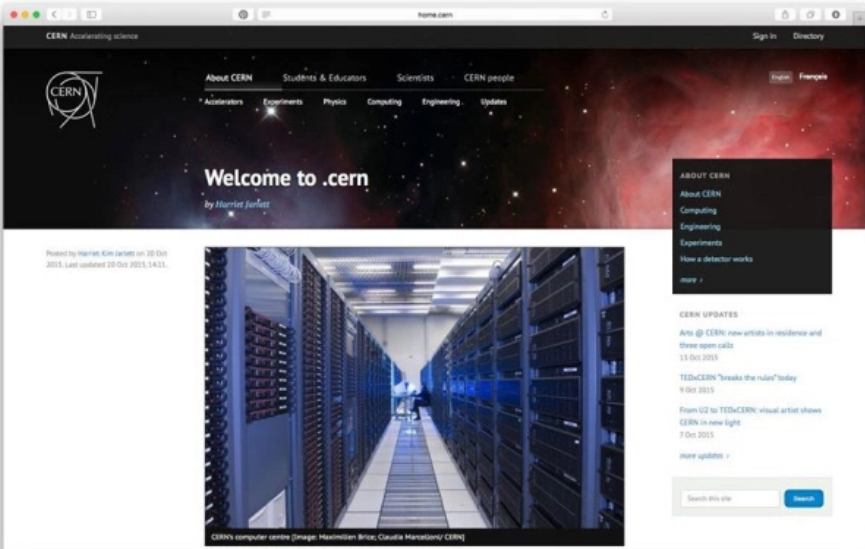 home.cern
CERN Accelerating science
Sign in Directory
CERN
About CERN Students & Educators Scientists CERN people
English Français
Accelerators Experiments Physics Computing Engineering Updates
Welcome to .cern
by Harriet Jarlett
Posted by Harriet Kim Jarlett on 20 Oct
2015. Last updated 20 Oct 2015, 14:11.
CERN's computer centre (Image: Maximilien Brice; Claudia Marcelloni/ CERN)
ABOUT CERN
About CERN
Computing
Engineering
Experiments
How a detector works
more ›
CERN UPDATES
Arts @ CERN: new artists in residence and
three open calls
13 Oct 2015
TEDxCERN "breaks the rules" today
9 Oct 2015
From U2 to TEDxCERN: visual artist shows
CERN in new light
7 Oct 2015
more updates ›
Search this site Search